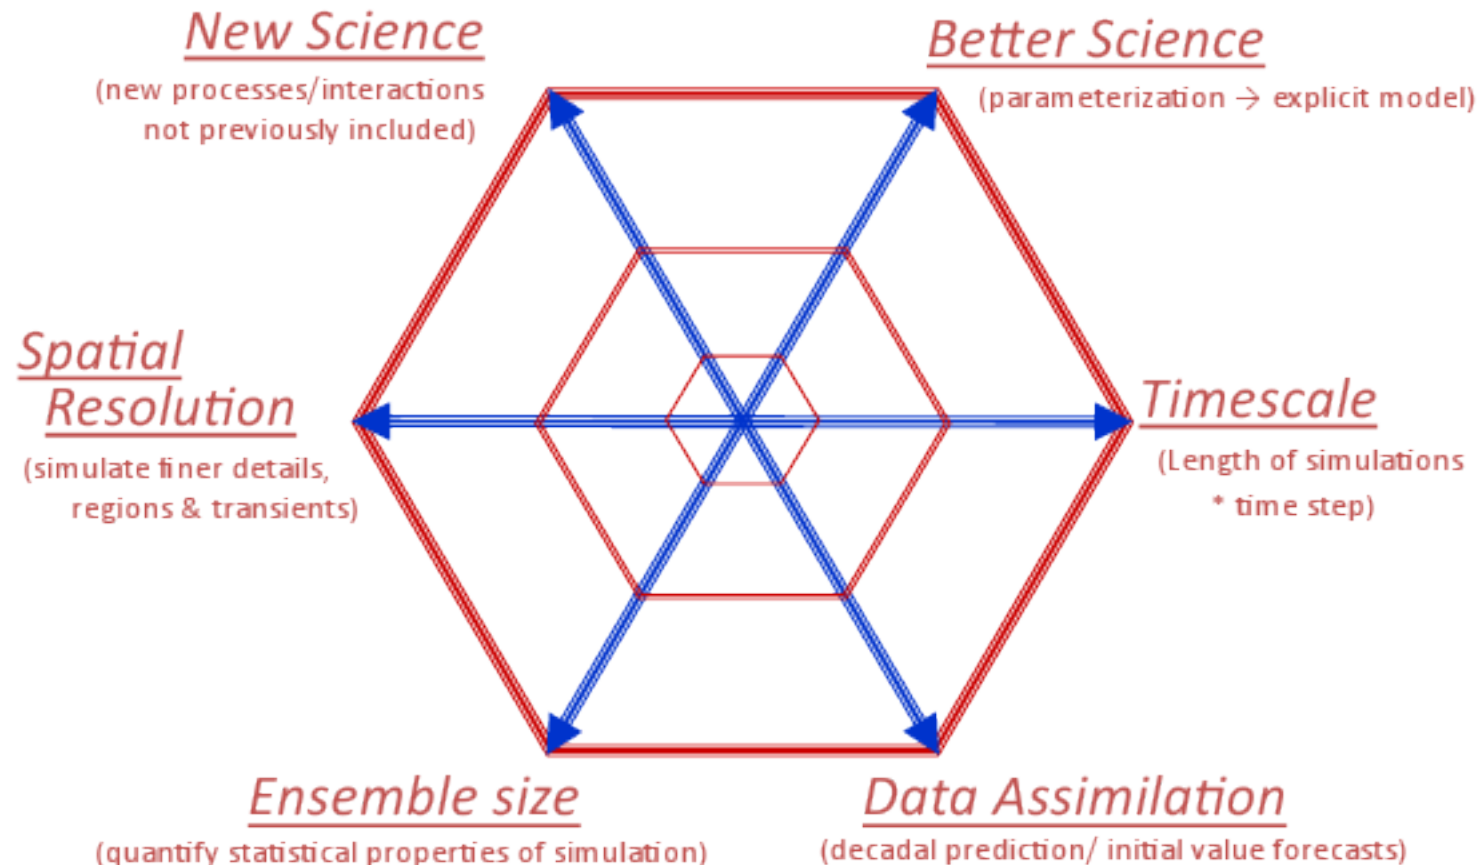 New Science
(new processes/interactions
not previously included)
Better Science
(parameterization → explicit model)
Spatial
Resolution
(simulate finer details,
regions & transients)
Timescale
(Length of simulations
* time step)
Ensemble size
(quantify statistical properties of simulation)
Data Assimilation
(decadal prediction/ initial value forecasts)